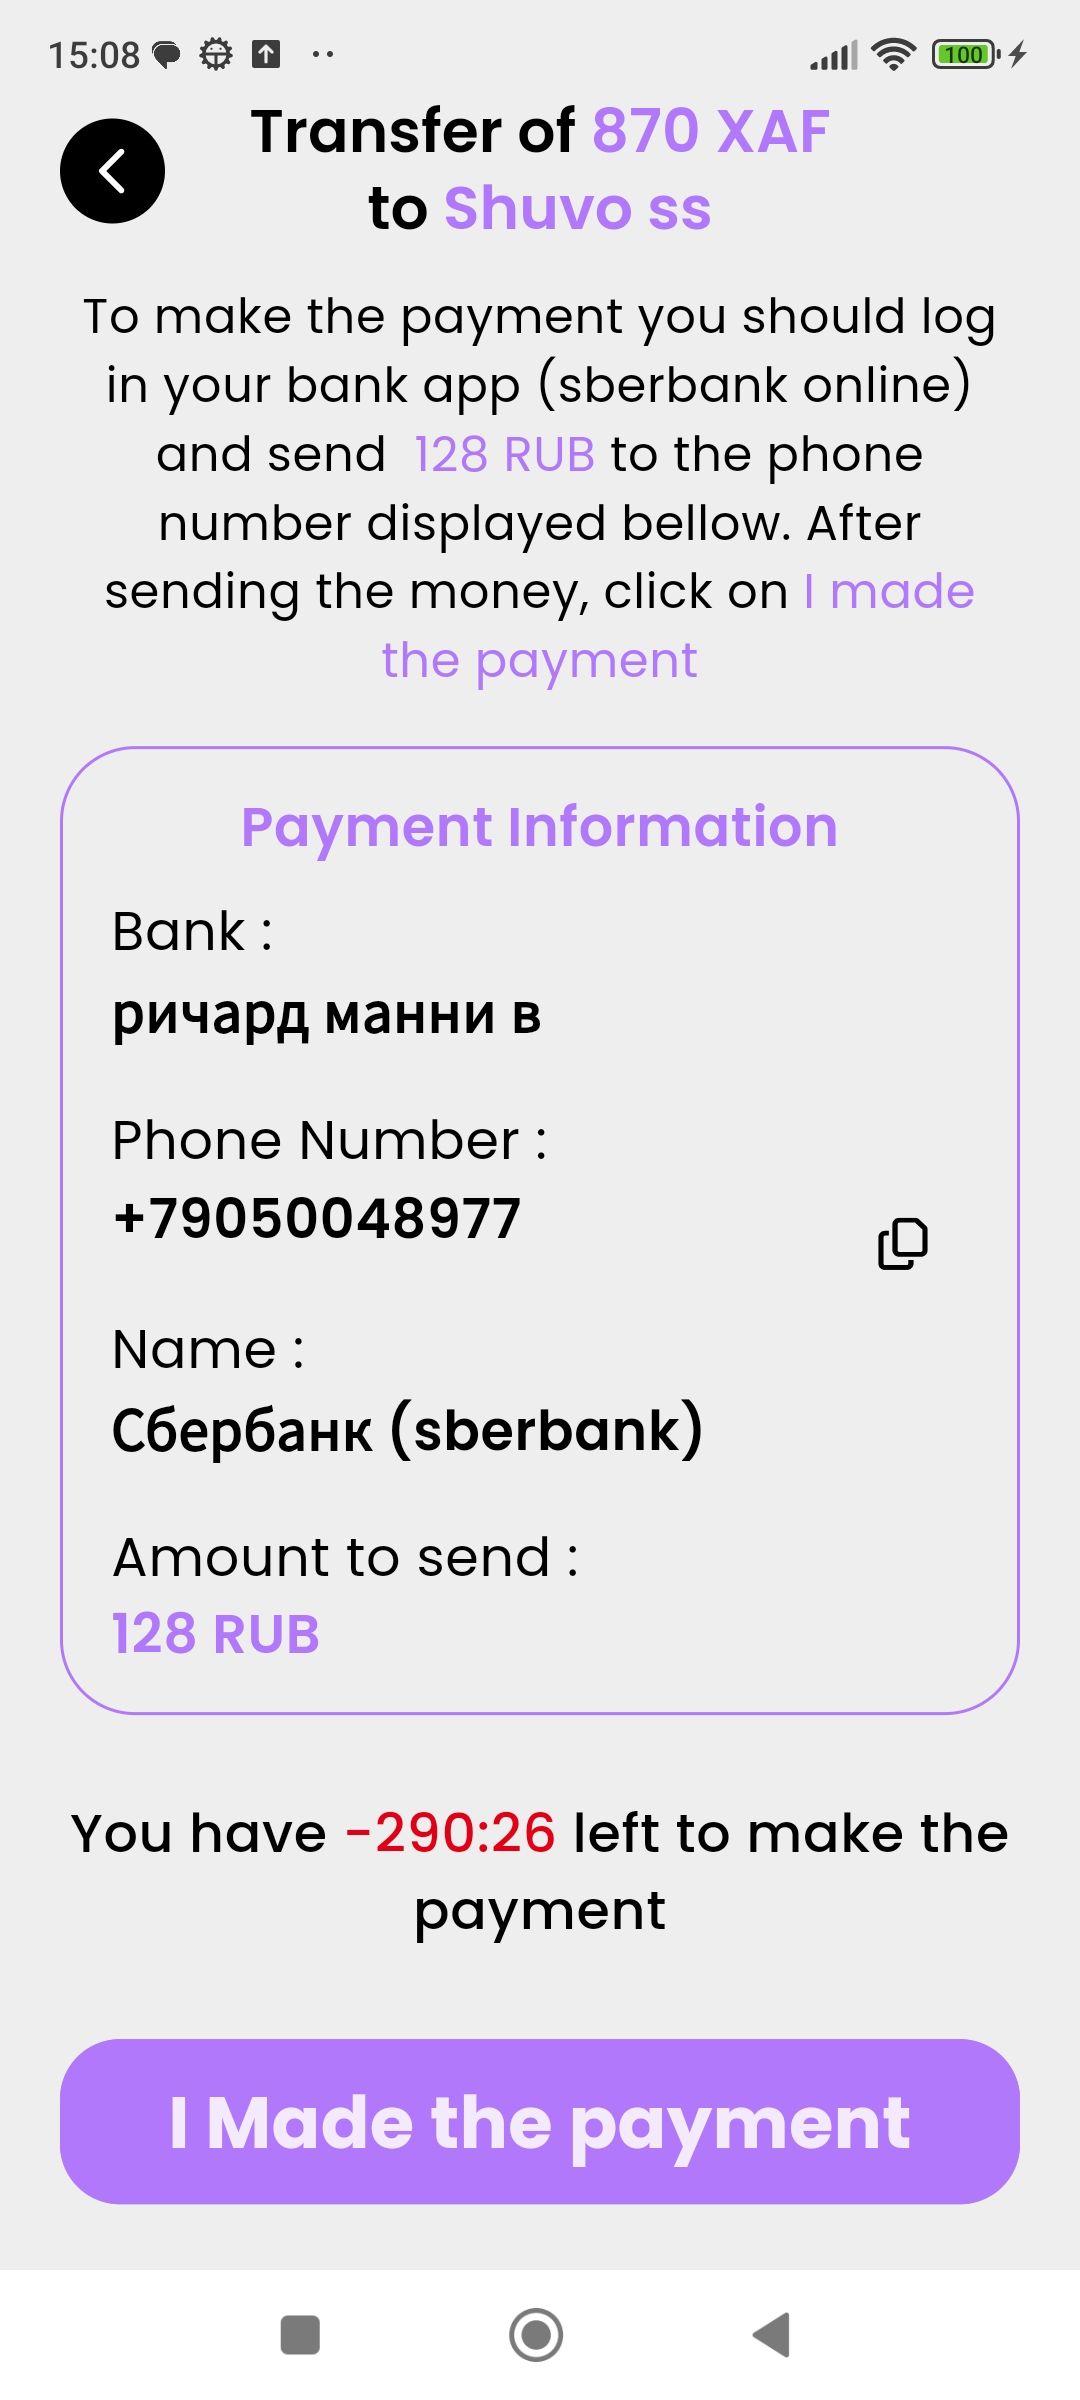 15:08
100
Transfer of 870 XAF
to Shuvo ss
To make the payment you should log
in your bank app (sberbank online)
and send 128 RUB to the phone
number displayed bellow. After
sending the money, click on I made
the payment
Payment Information
Bank :
ричард манни в
Phone Number :
+79050048977
Name :
Сбербанк (sberbank)
Amount to send :
128 RUB
You have -290:26 left to make the
payment
I Made the payment